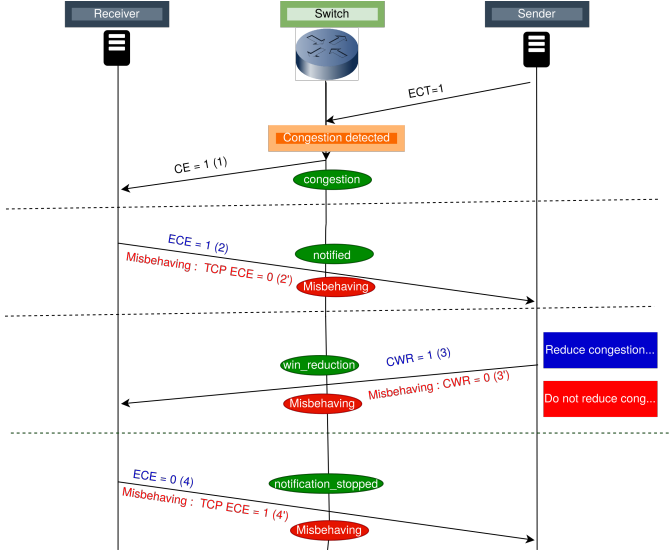 Receiver
Switch
Sender
ECT=1
Congestion detected
CE = 1 (1)
congestion
ECE = 1 (2)
notified
Misbehaving : TCP ECE = 0 (2')
Misbehaving
Reduce congestion...
CWR = 1 (3)
win_reduction
Misbehaving : CWR = 0 (3')
Do not reduce cong...
Misbehaving
ECE = 0 (4)
notification_stopped
Misbehaving : TCP ECE = 1 (4')
Misbehaving